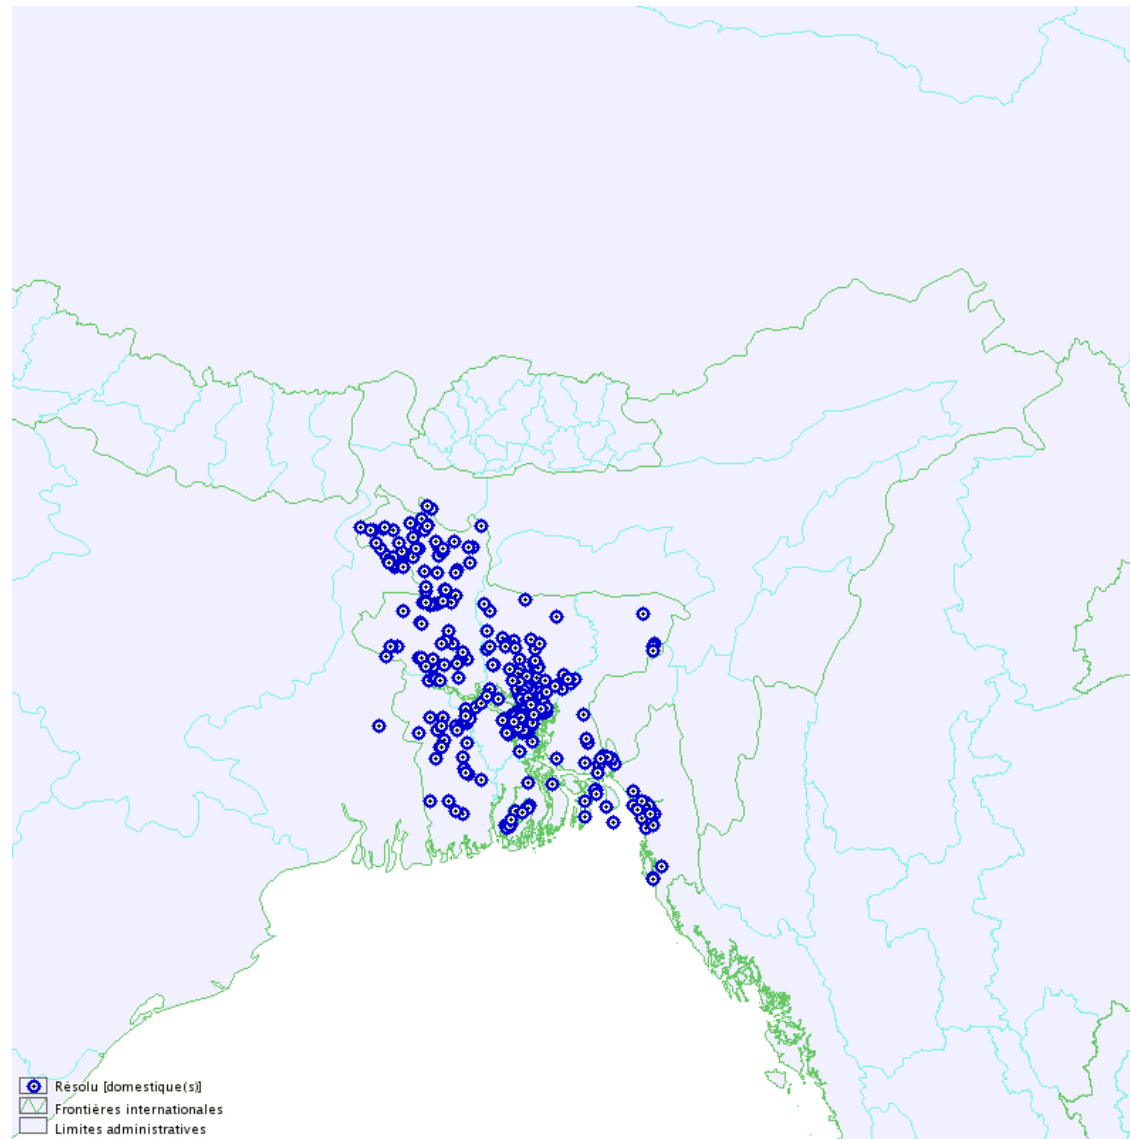 Résolu [domestique(s)]
Frontières internationales
Limites administratives